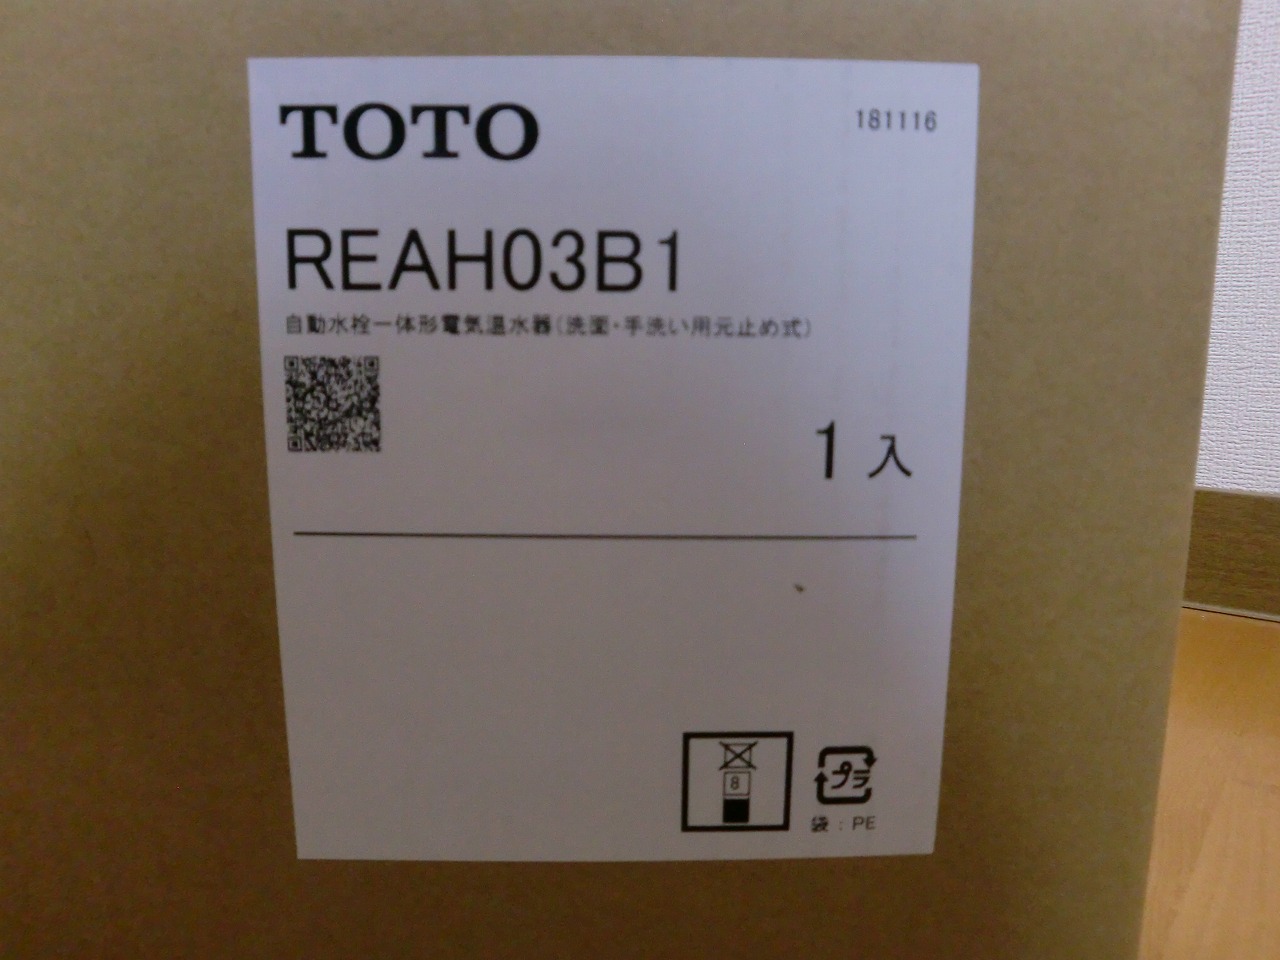 TOTO
181116
REAH03B1
自動水栓一体形電気温水器(洗面・手洗い用元止め式)
1 入
8
プラ
袋 : PE